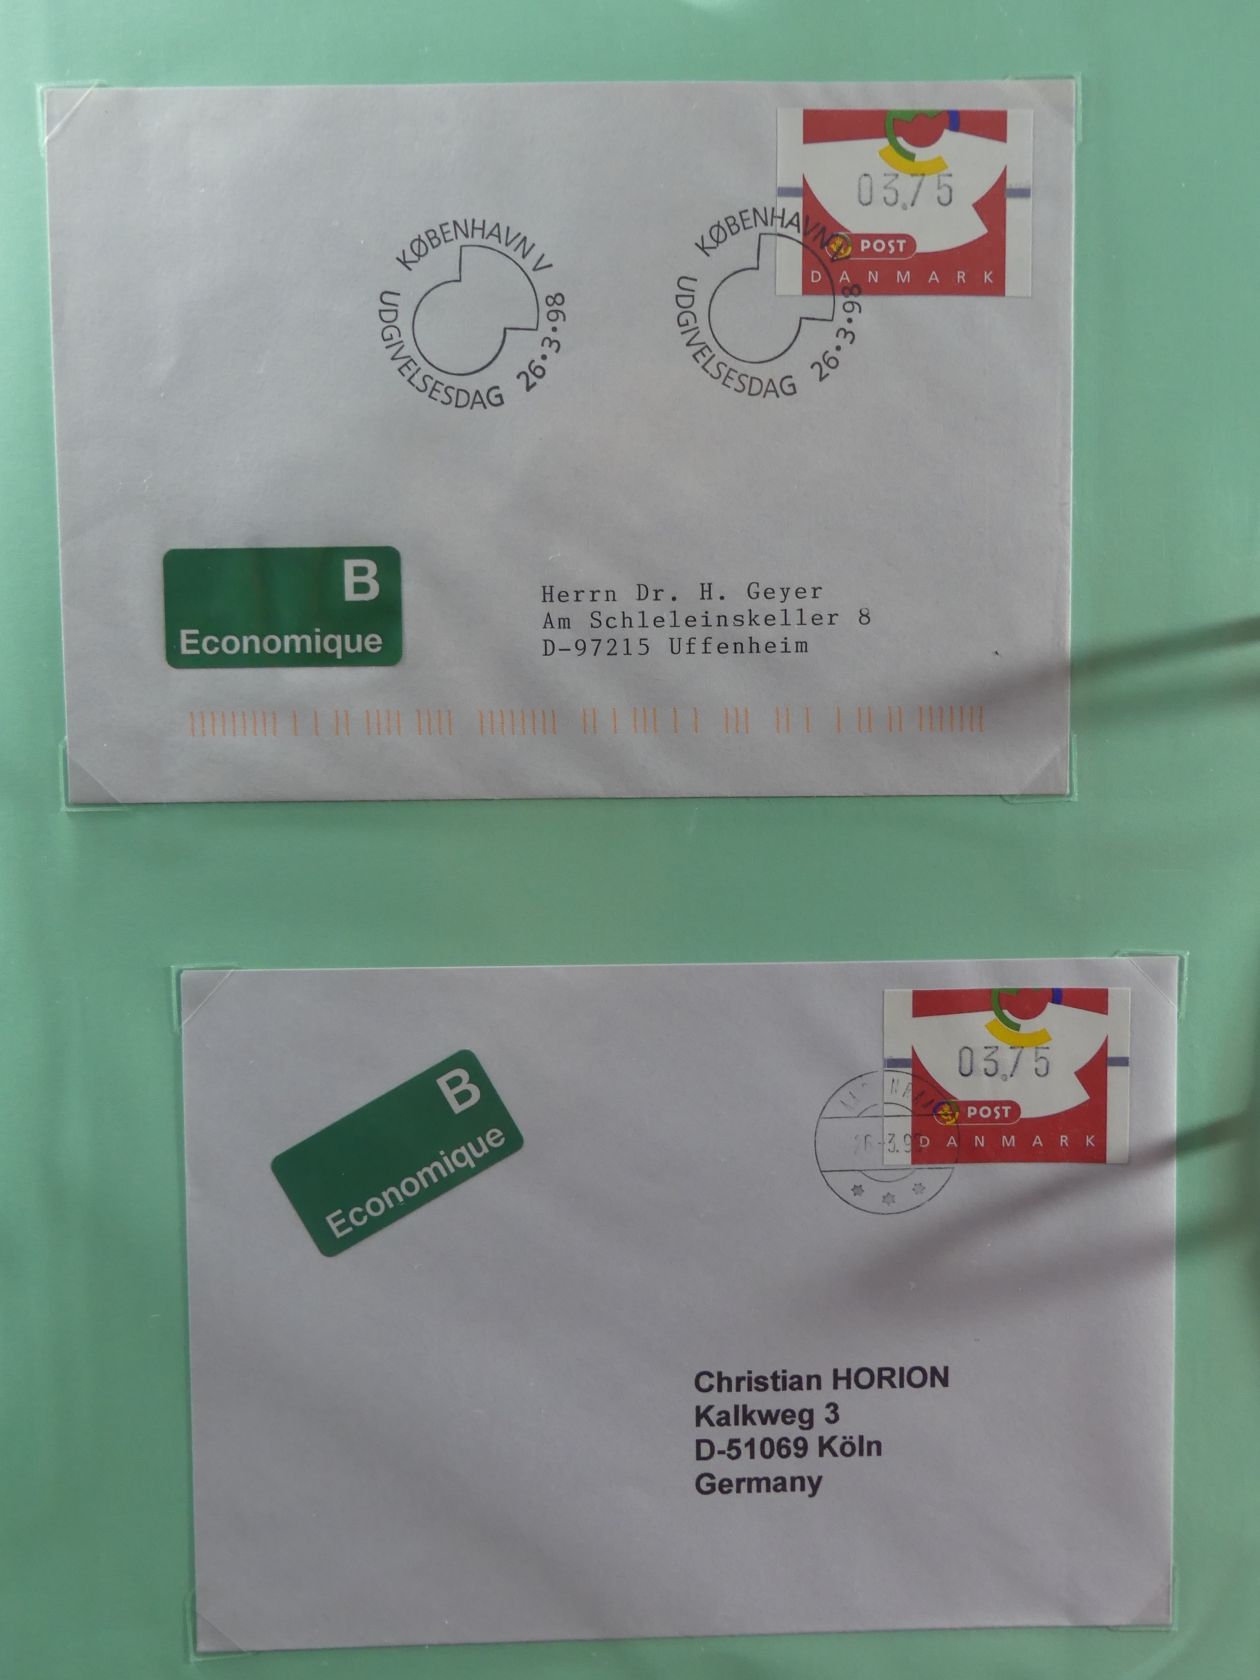 03.75
POST
DANMARK
KØBENHAVN V
UDGIVELSESDAG 26·3·98
KØBENHAVN V
UDGIVELSESDAG 26·3·98
B
Economique
Herrn Dr. H. Geyer
Am Schleleinskeller 8
D-97215 Uffenheim
03.75
POST
DANMARK
B
Economique
Christian HORION
Kalkweg 3
D-51069 Köln
Germany